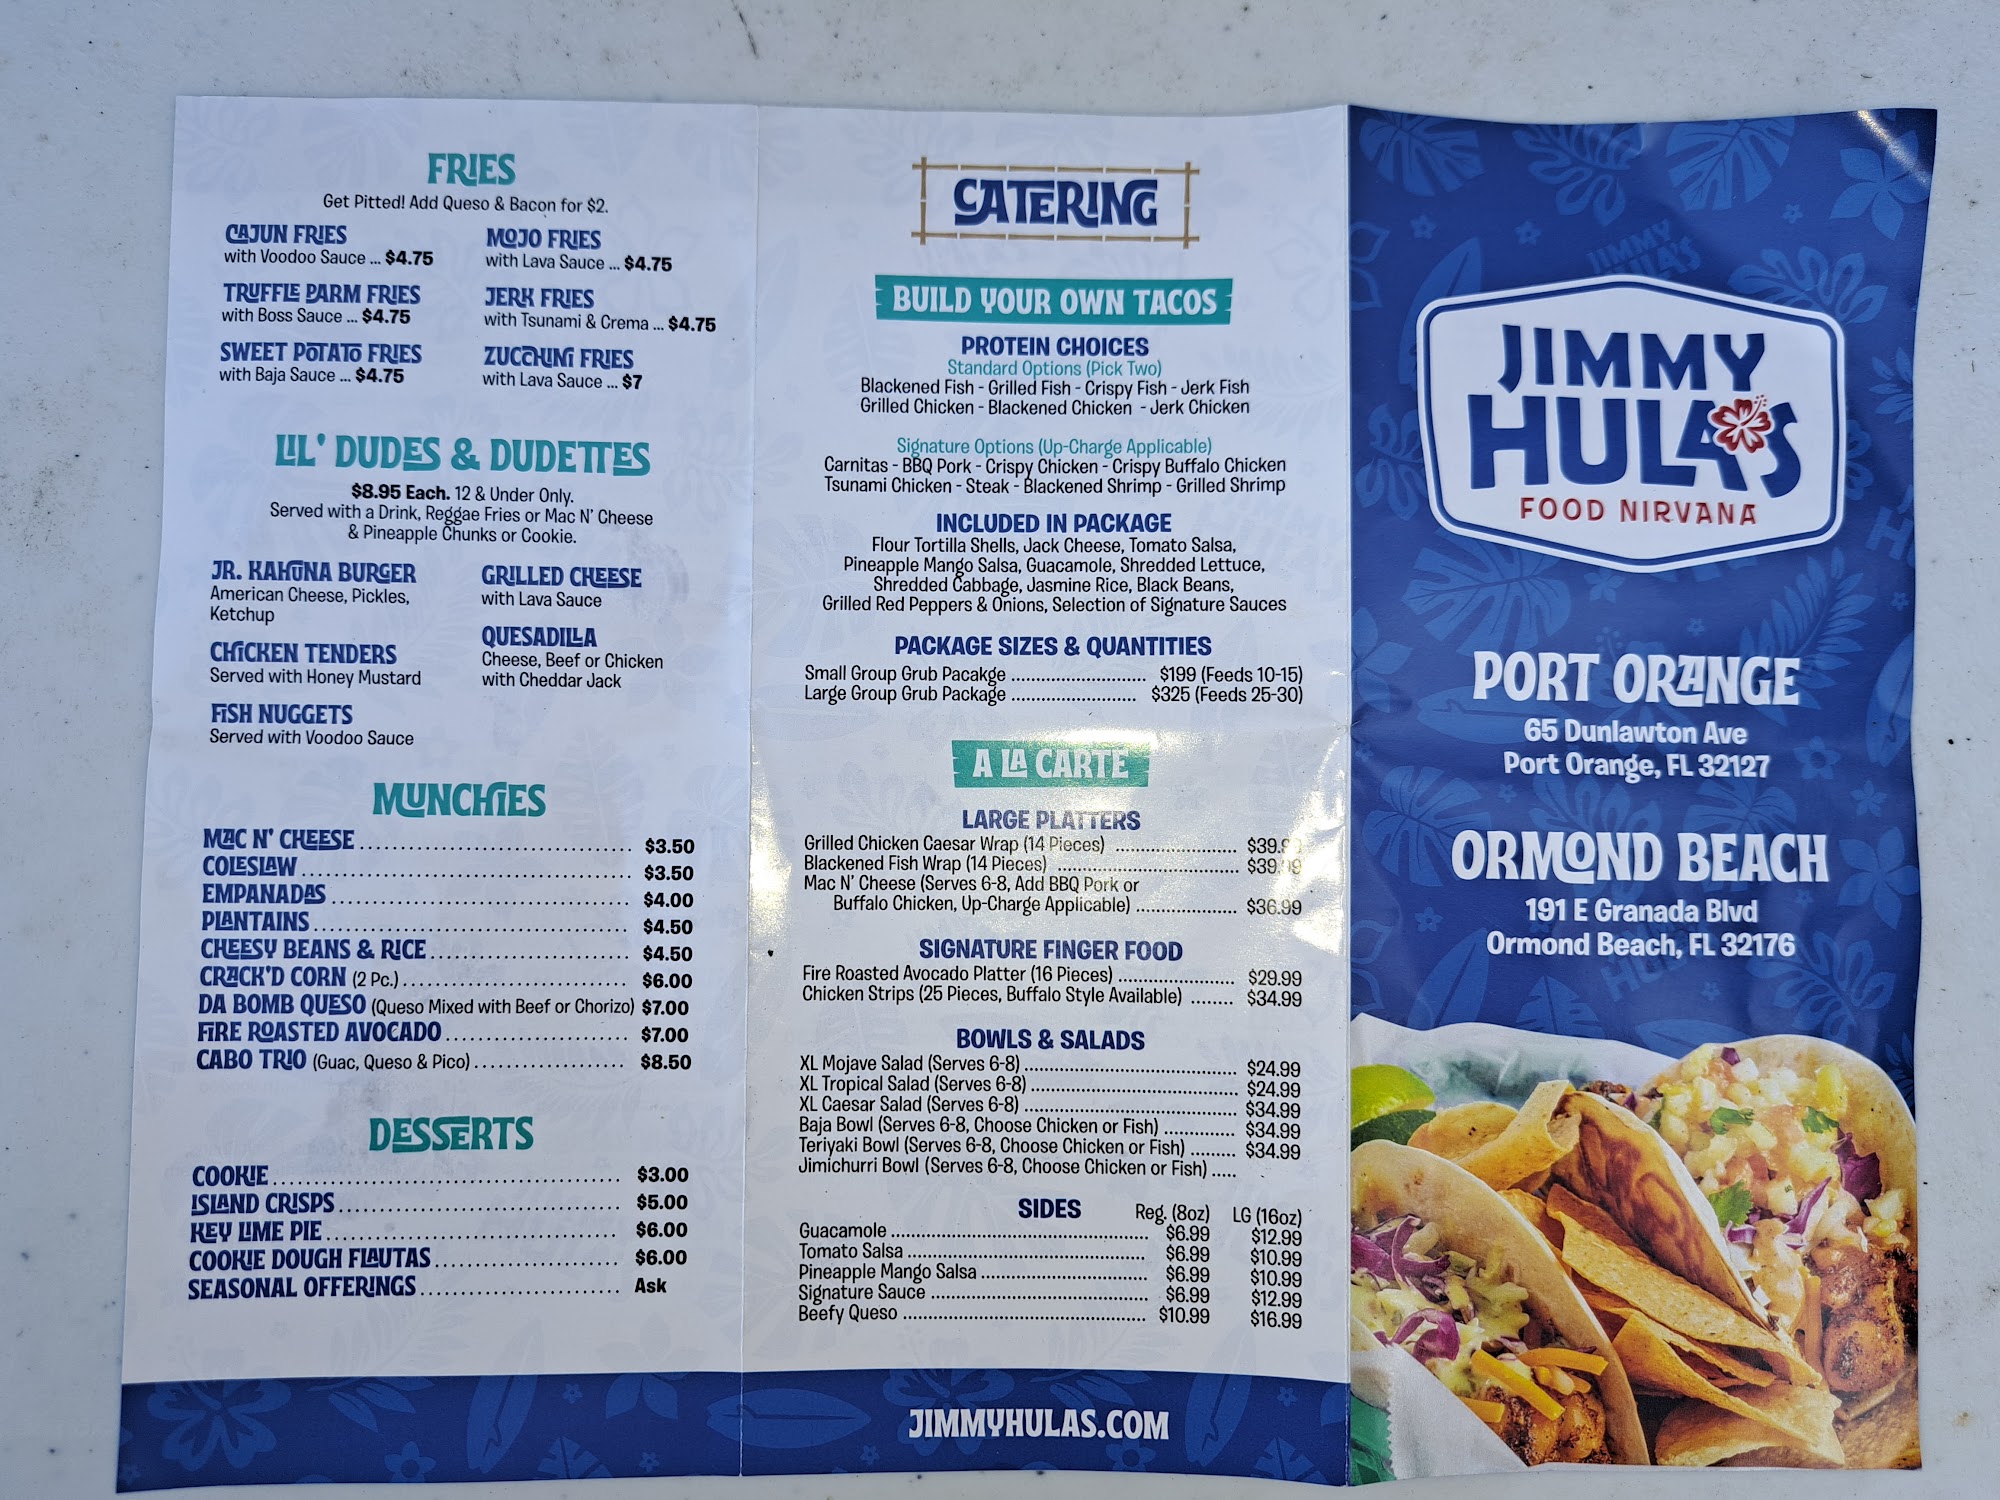 FRIES
Get Pitted! Add Queso & Bacon for $2.
CAJUN FRIES
with Voodoo Sauce ... $4.75
MOJO FRIES
with Lava Sauce ... $4.75
TRUFFLE PARM FRIES
with Boss Sauce ... $4.75
JERK FRIES
with Tsunami & Crema ... $4.75
SWEET POTATO FRIES
with Baja Sauce ... $4.75
ZUCCHINI FRIES
with Lava Sauce ... $7
LIL' DUDES & DUDETTES
$8.95 Each. 12 & Under Only.
Served with a Drink, Reggae Fries or Mac N' Cheese
& Pineapple Chunks or Cookie.
JR. KAHUNA BURGER
American Cheese, Pickles,
Ketchup
GRILLED CHEESE
with Lava Sauce
CHICKEN TENDERS
Served with Honey Mustard
QUESADILLA
Cheese, Beef or Chicken
with Cheddar Jack
FISH NUGGETS
Served with Voodoo Sauce
MUNCHIES
MAC N' CHEESE $3.50
COLESLAW $3.50
EMPANADAS $4.00
PLANTAINS $4.50
CHEESY BEANS & RICE $4.50
CRACK'D CORN (2 Pc.) $6.00
DA BOMB QUESO (Queso Mixed with Beef or Chorizo) $7.00
FIRE ROASTED AVOCADO $7.00
CABO TRIO (Guac, Queso & Pico) $8.50
DESSERTS
COOKIE $3.00
ISLAND CRISPS $5.00
KEY LIME PIE $6.00
COOKIE DOUGH FLAUTAS $6.00
SEASONAL OFFERINGS Ask
CATERING
BUILD YOUR OWN TACOS
PROTEIN CHOICES
Standard Options (Pick Two)
Blackened Fish - Grilled Fish - Crispy Fish - Jerk Fish
Grilled Chicken - Blackened Chicken - Jerk Chicken
Signature Options (Up-Charge Applicable)
Carnitas - BBQ Pork - Crispy Chicken - Crispy Buffalo Chicken
Tsunami Chicken - Steak - Blackened Shrimp - Grilled Shrimp
INCLUDED IN PACKAGE
Flour Tortilla Shells, Jack Cheese, Tomato Salsa,
Pineapple Mango Salsa, Guacamole, Shredded Lettuce,
Shredded Cabbage, Jasmine Rice, Black Beans,
Grilled Red Peppers & Onions, Selection of Signature Sauces
PACKAGE SIZES & QUANTITIES
Small Group Grub Pacakge $199 (Feeds 10-15)
Large Group Grub Package $325 (Feeds 25-30)
A LA CARTE
LARGE PLATTERS
Grilled Chicken Caesar Wrap (14 Pieces)
Blackened Fish Wrap (14 Pieces)
Mac N' Cheese (Serves 6-8, Add BBQ Pork or
Buffalo Chicken, Up-Charge Applicable) $36.99
SIGNATURE FINGER FOOD
Fire Roasted Avocado Platter (16 Pieces) $29.99
Chicken Strips (25 Pieces, Buffalo Style Available) $34.99
BOWLS & SALADS
XL Mojave Salad (Serves 6-8) $24.99
XL Tropical Salad (Serves 6-8) $24.99
XL Caesar Salad (Serves 6-8) $34.99
Baja Bowl (Serves 6-8, Choose Chicken or Fish) $34.99
Teriyaki Bowl (Serves 6-8, Choose Chicken or Fish) $34.99
Jimichurri Bowl (Serves 6-8, Choose Chicken or Fish)
SIDES Reg. (8oz) LG (16oz)
Guacamole $6.99 $12.99
Tomato Salsa $6.99 $10.99
Pineapple Mango Salsa $6.99 $10.99
Signature Sauce $6.99 $12.99
Beefy Queso $10.99 $16.99
JIMMYHULAS.COM
JIMMY
HULA'S
FOOD NIRVANA
PORT ORANGE
65 Dunlawton Ave
Port Orange, FL 32127
ORMOND BEACH
191 E Granada Blvd
Ormond Beach, FL 32176